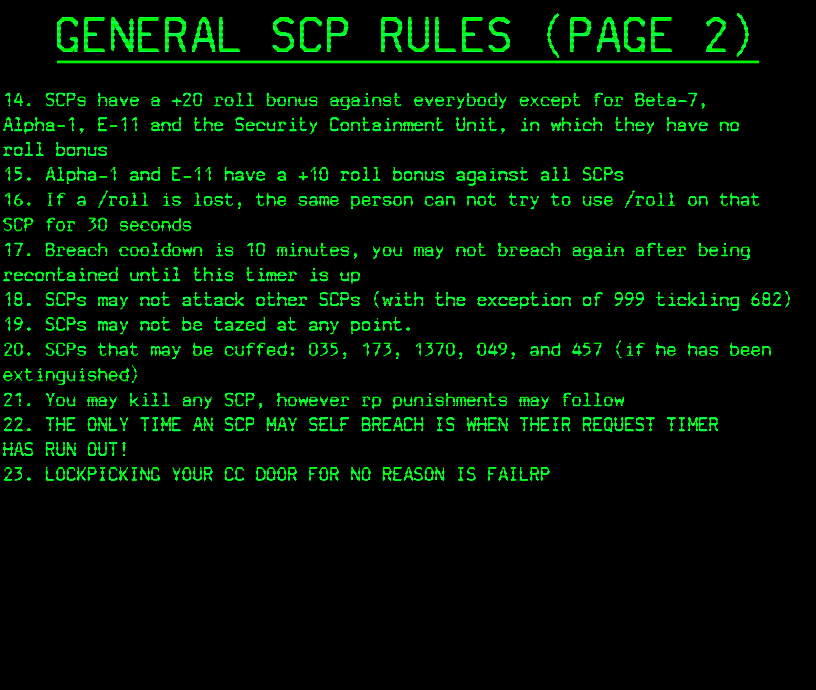 GENERAL SCP RULES (PAGE 2)
14. SCPs have a +20 roll bonus against everybody except for Beta-7,
Alpha-1, E-11 and the Security Containment Unit, in which they have no
roll bonus
15. Alpha-1 and E-11 have a +10 roll bonus against all SCPs
16. If a /roll is lost, the same person can not try to use /roll on that
SCP for 30 seconds
17. Breach cooldown is 10 minutes, you may not breach again after being
recontained until this timer is up
18. SCPs may not attack other SCPs (with the exception of 999 tickling 682)
19. SCPs may not be tazed at any point.
20. SCPs that may be cuffed: 035, 173, 1370, 049, and 457 (if he has been
extinguished)
21. You may kill any SCP, however rp punishments may follow
22. THE ONLY TIME AN SCP MAY SELF BREACH IS WHEN THEIR REQUEST TIMER
HAS RUN OUT!
23. LOCKPICKING YOUR CC DOOR FOR NO REASON IS FAILRP